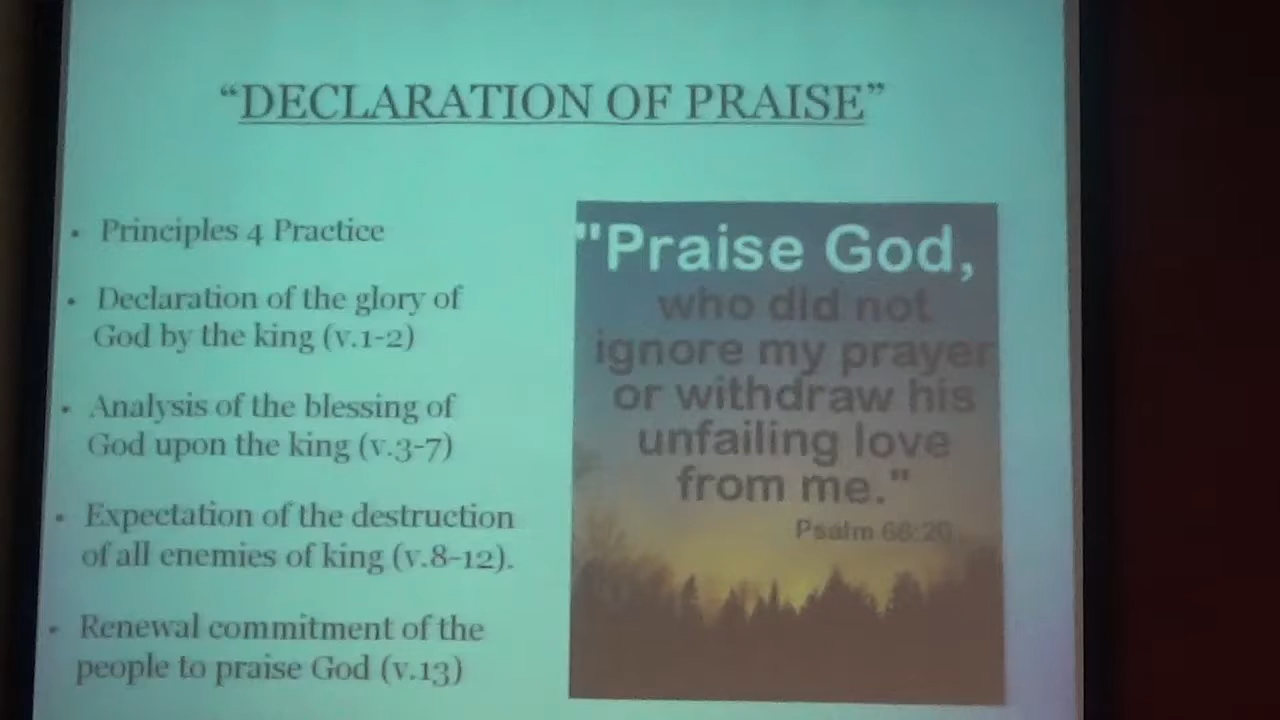 “DECLARATION OF PRAISE”
• Principles 4 Practice
• Declaration of the glory of
God by the king (v.1-2)
• Analysis of the blessing of
God upon the king (v.3-7)
• Expectation of the destruction
of all enemies of king (v.8-12).
• Renewal commitment of the
people to praise God (v.13)
"Praise God,
who did not
ignore my prayer
or withdraw his
unfailing love
from me."
Psalm 66:20